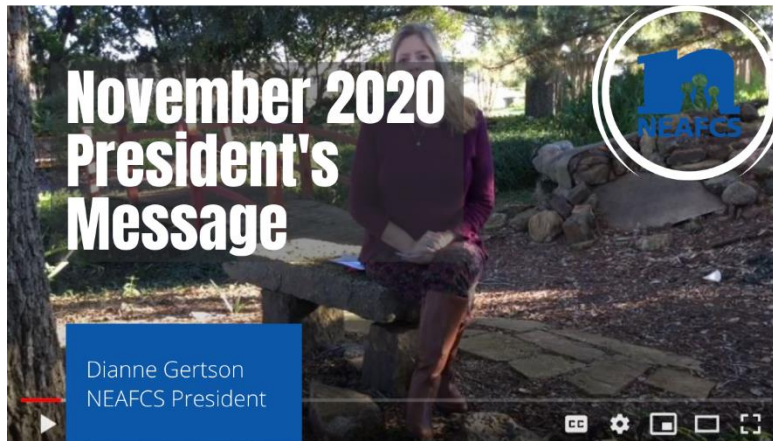 November 2020
President's
Message
NEAFCS
Dianne Gertson
NEAFCS President
CC